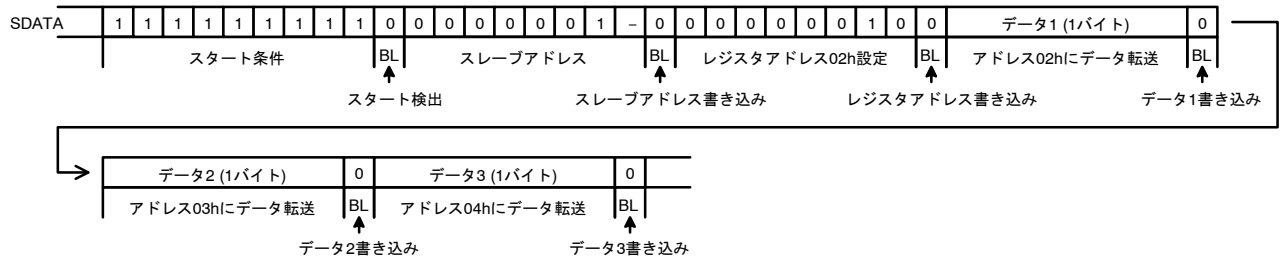 SDATA 1 1 1 1 1 1 1 1 1 0 0 0 0 0 0 0 1 – 0 0 0 0 0 0 0 1 0 0 データ1 (1バイト) 0
スタート条件 BL スレーブアドレス BL レジスタアドレス02h設定 BL アドレス02hにデータ転送 BL
スタート検出 スレーブアドレス書き込み レジスタアドレス書き込み データ1書き込み
データ2 (1バイト) 0 データ3 (1バイト) 0
アドレス03hにデータ転送 BL アドレス04hにデータ転送 BL
データ2書き込み データ3書き込み